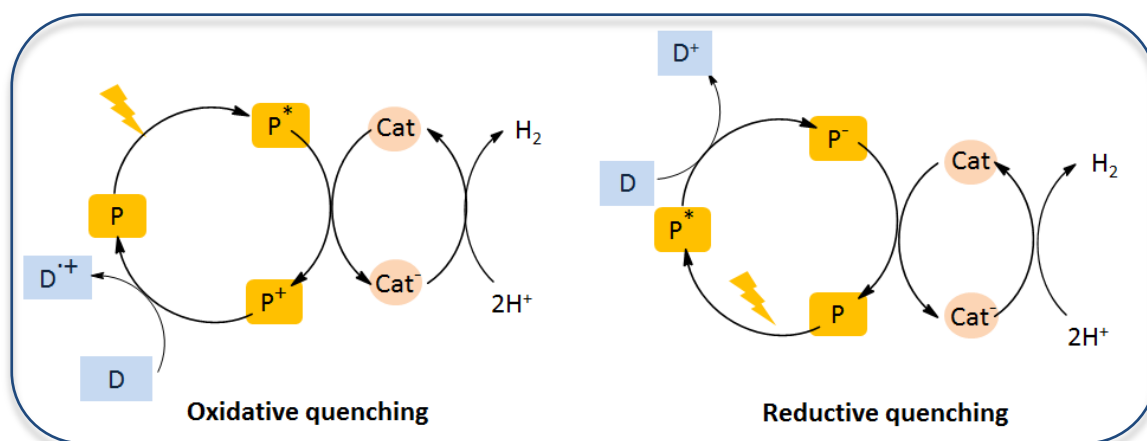 P*
Cat
H₂
P
D·⁺
P⁺
Cat⁻
2H⁺
D
Oxidative quenching
D⁺
P⁻
D
Cat
H₂
P*
P
Cat⁻
2H⁺
Reductive quenching